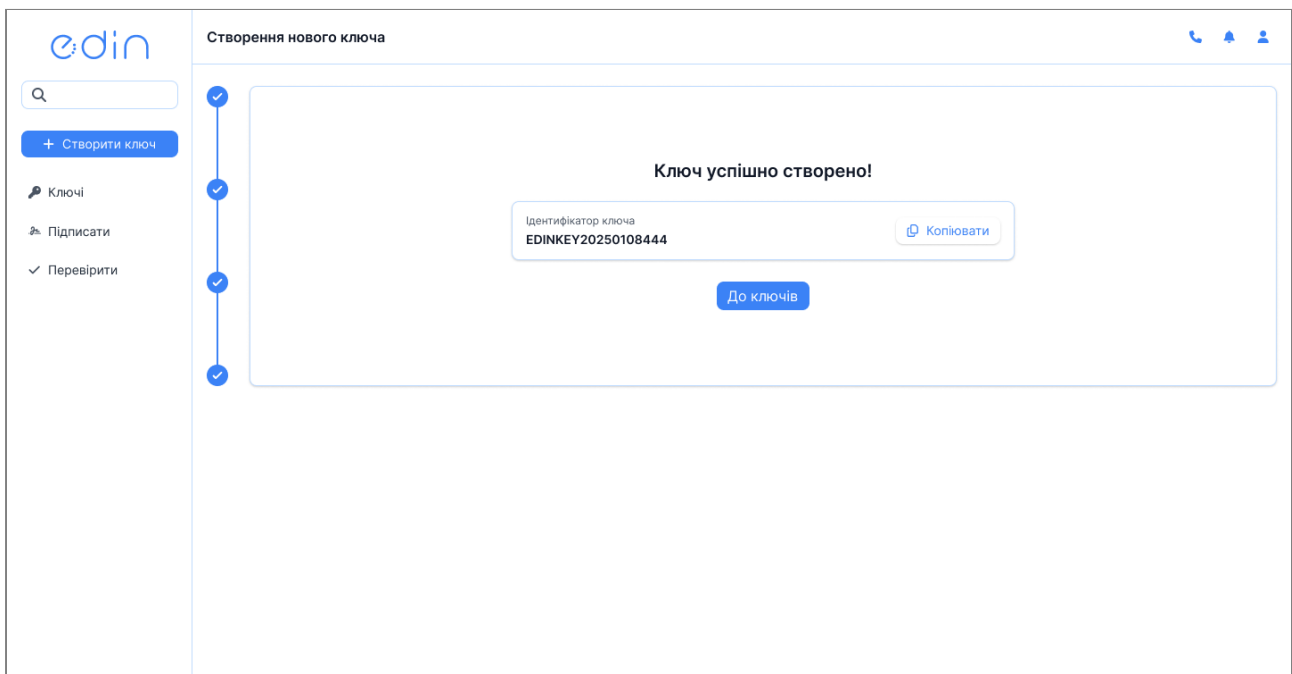 edin
Створення нового ключа
Створити ключ
Ключі
Підписати
Перевірити
Ключ успішно створено!
Ідентифікатор ключа
EDINKEY20250108444
Копіювати
До ключів